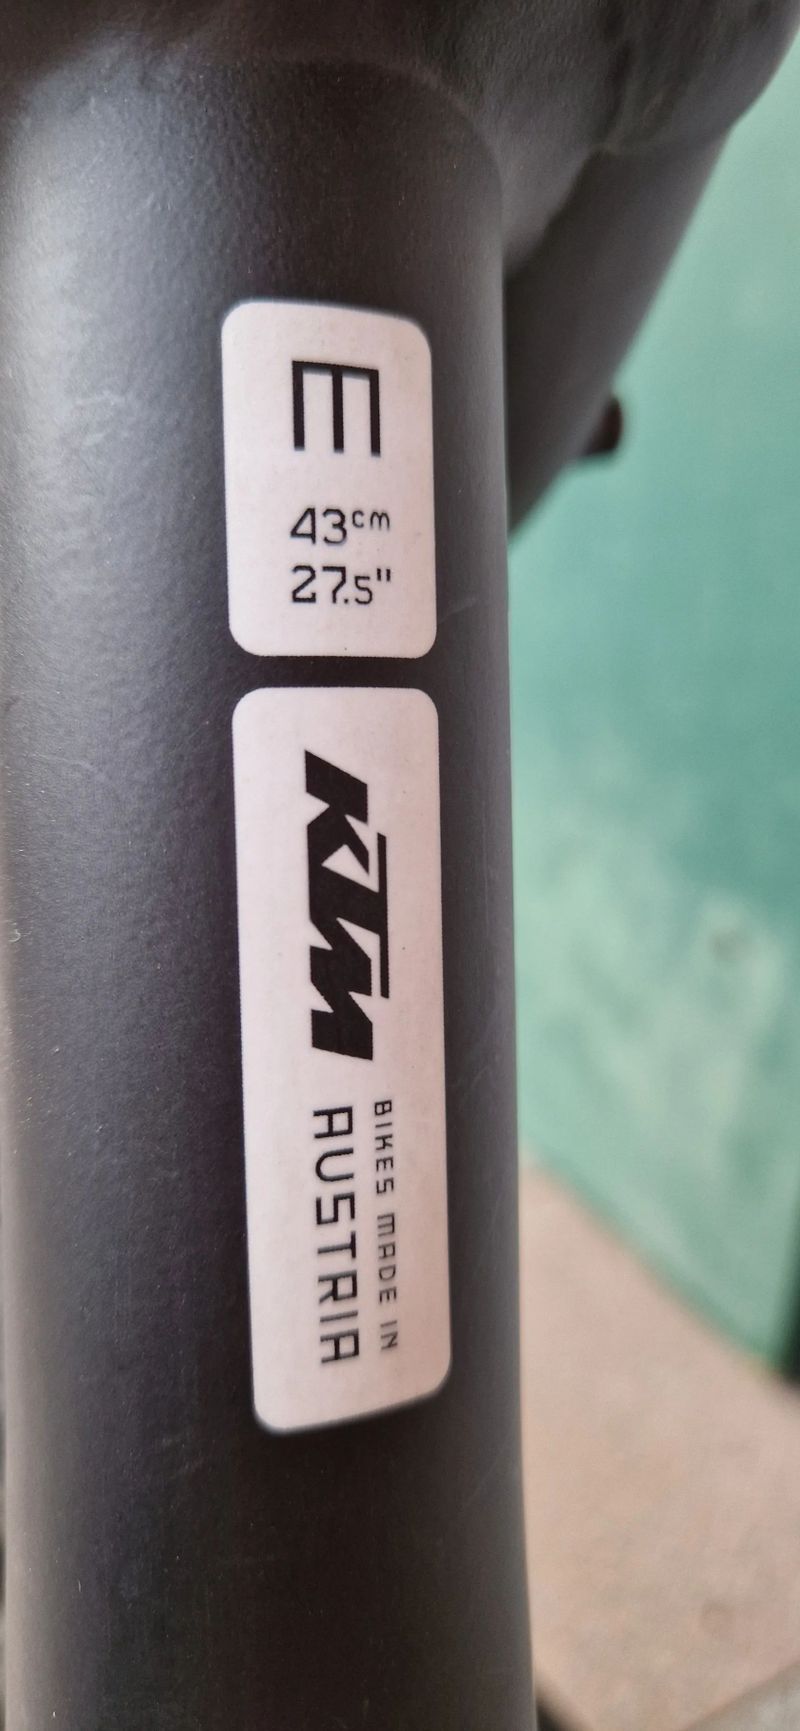 M
43cm
27.5"
KTM
BIKES MADE IN
AUSTRIA